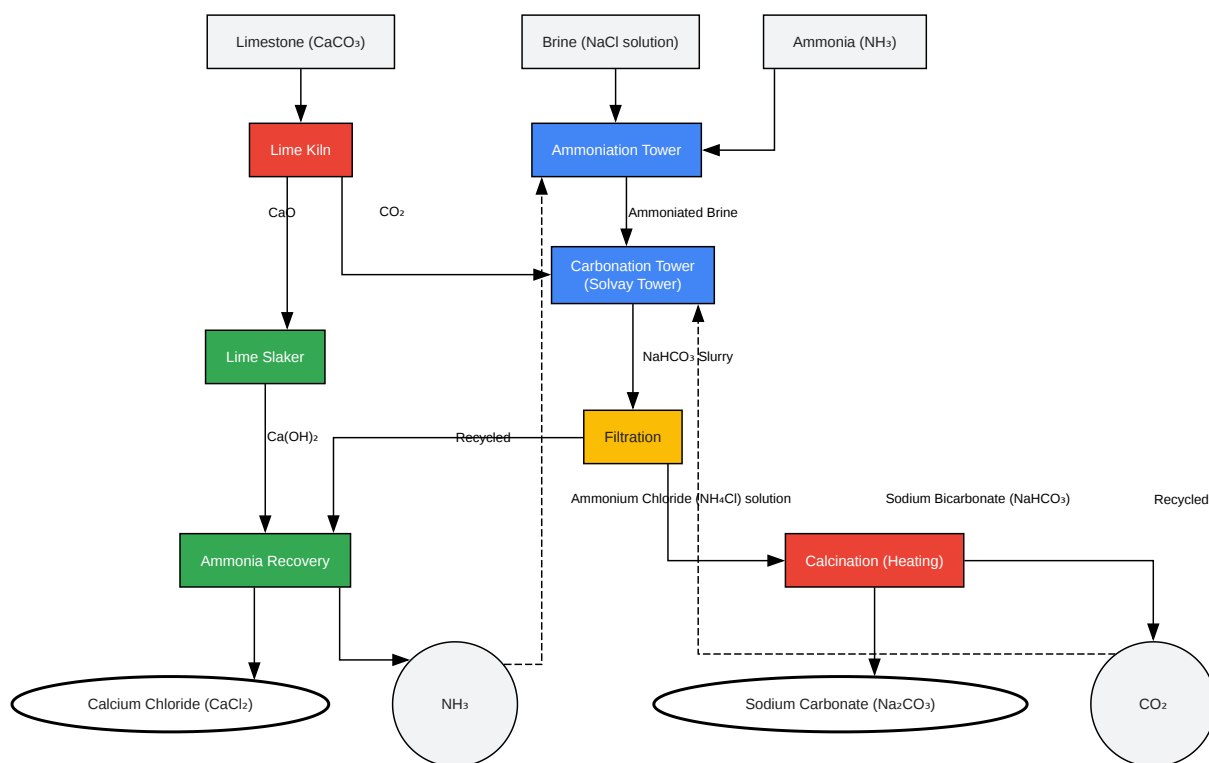 Limestone (CaCO₃)
Brine (NaCl solution)
Ammonia (NH₃)
Lime Kiln
Ammoniation Tower
CaO
CO₂
Ammoniated Brine
Carbonation Tower
(Solvay Tower)
Lime Slaker
NaHCO₃ Slurry
Ca(OH)₂
Recycled
Filtration
Ammonium Chloride (NH₄Cl) solution
Sodium Bicarbonate (NaHCO₃)
Recycled
Ammonia Recovery
Calcination (Heating)
Calcium Chloride (CaCl₂)
NH₃
Sodium Carbonate (Na₂CO₃)
CO₂